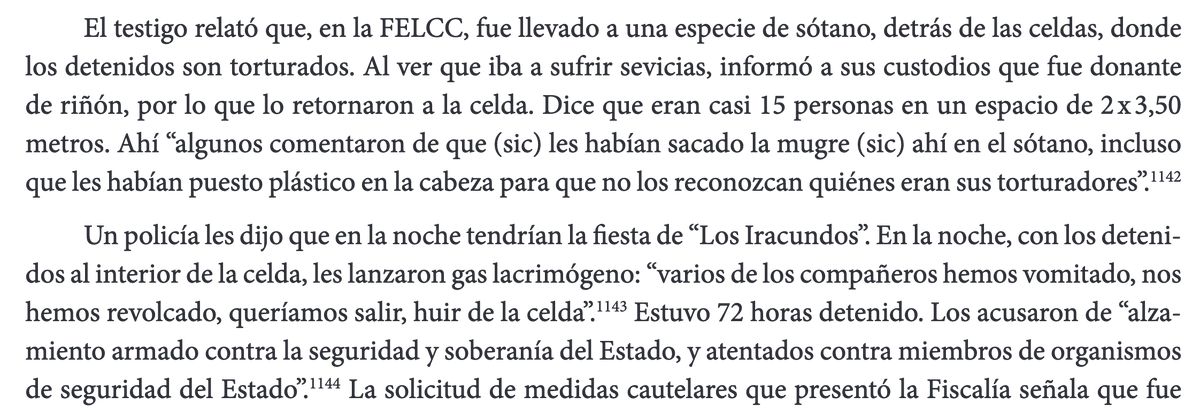 El testigo relató que, en la FELCC, fue llevado a una especie de sótano, detrás de las celdas, donde
los detenidos son torturados. Al ver que iba a sufrir sevicias, informó a sus custodios que fue donante
de riñón, por lo que lo retornaron a la celda. Dice que eran casi 15 personas en un espacio de 2 x 3,50
metros. Ahí “algunos comentaron de que (sic) les habían sacado la mugre (sic) ahí en el sótano, incluso
que les habían puesto plástico en la cabeza para que no los reconozcan quiénes eran sus torturadores”.¹¹⁴²
Un policía les dijo que en la noche tendrían la fiesta de “Los Iracundos”. En la noche, con los deteni-
dos al interior de la celda, les lanzaron gas lacrimógeno: “varios de los compañeros hemos vomitado, nos
hemos revolcado, queríamos salir, huir de la celda”.¹¹⁴³ Estuvo 72 horas detenido. Los acusaron de “alza-
miento armado contra la seguridad y soberanía del Estado, y atentados contra miembros de organismos
de seguridad del Estado”.¹¹⁴⁴ La solicitud de medidas cautelares que presentó la Fiscalía señala que fue